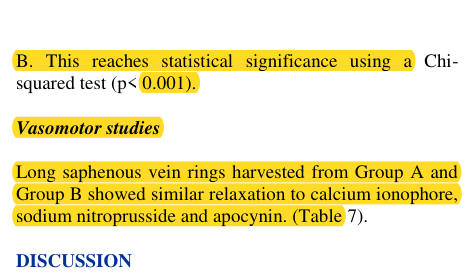 B. This reaches statistical significance using a Chi-
squared test (p< 0.001).
Vasomotor studies
Long saphenous vein rings harvested from Group A and
Group B showed similar relaxation to calcium ionophore,
sodium nitroprusside and apocynin. (Table 7).
DISCUSSION